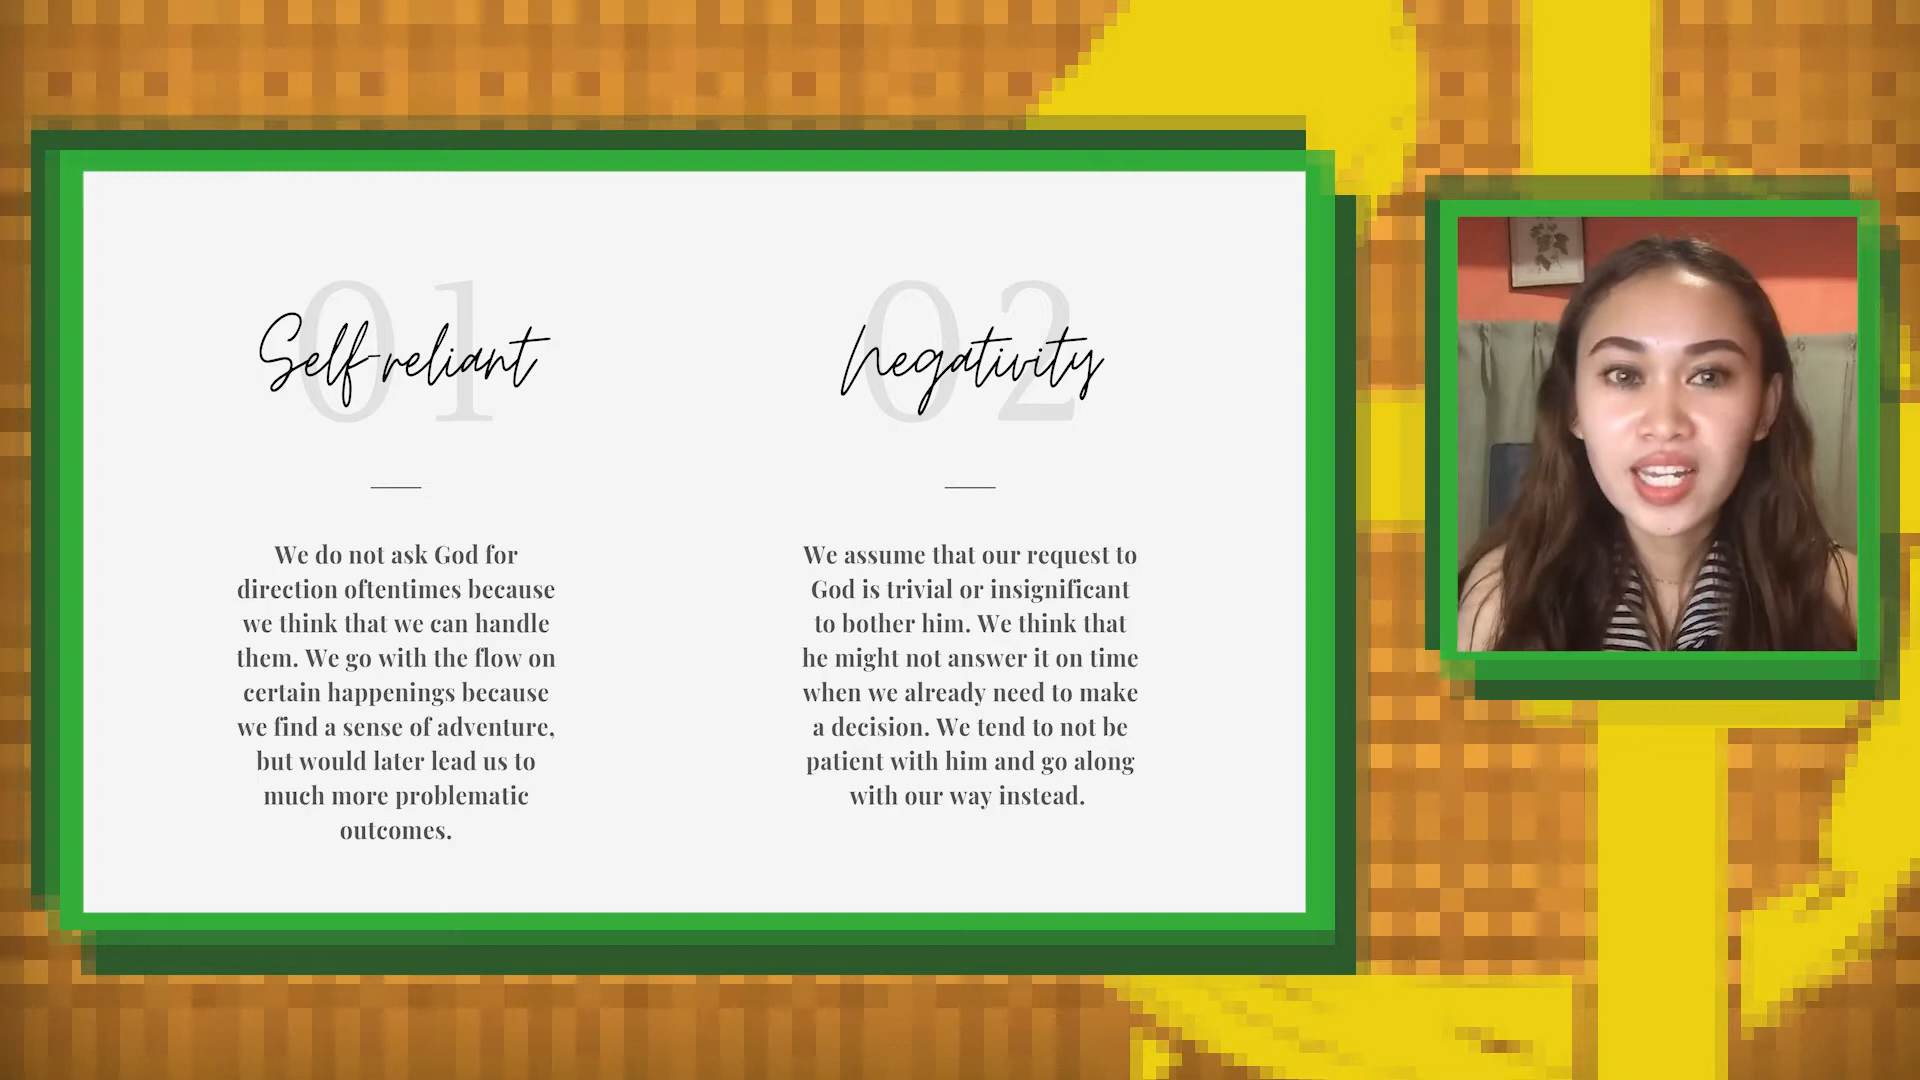 01
Self-reliant
We do not ask God for
direction oftentimes because
we think that we can handle
them. We go with the flow on
certain happenings because
we find a sense of adventure,
but would later lead us to
much more problematic
outcomes.
02
Negativity
We assume that our request to
God is trivial or insignificant
to bother him. We think that
he might not answer it on time
when we already need to make
a decision. We tend to not be
patient with him and go along
with our way instead.